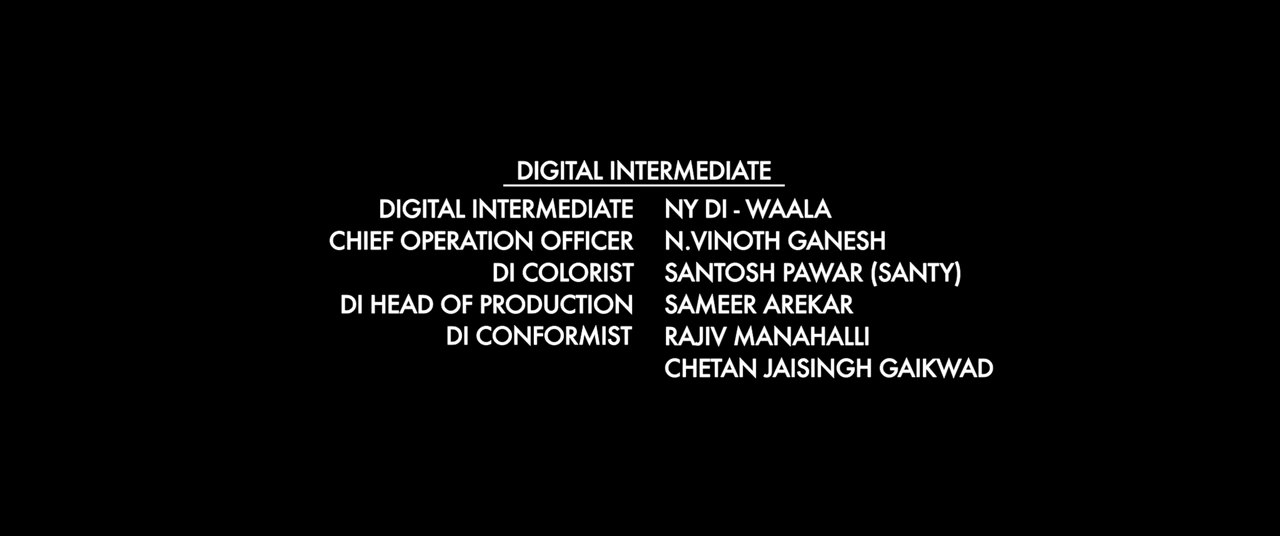 DIGITAL INTERMEDIATE
DIGITAL INTERMEDIATE NY DI - WAALA
CHIEF OPERATION OFFICER N.VINOTH GANESH
DI COLORIST SANTOSH PAWAR (SANTY)
DI HEAD OF PRODUCTION SAMEER AREKAR
DI CONFORMIST RAJIV MANAHALLI
CHETAN JAISINGH GAIKWAD